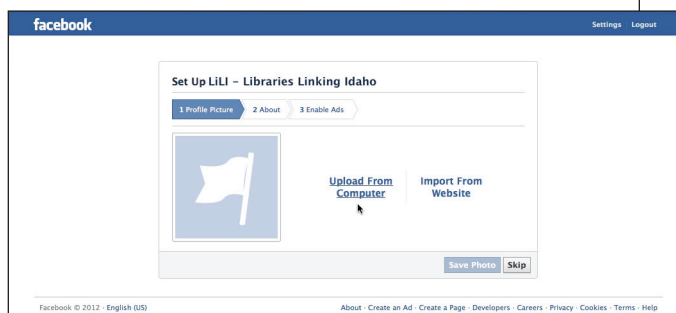 facebook
Settings Logout
Set Up LiLI – Libraries Linking Idaho
1 Profile Picture 2 About 3 Enable Ads
Upload From
Computer
Import From
Website
Save Photo Skip
Facebook © 2012 · English (US) About · Create an Ad · Create a Page · Developers · Careers · Privacy · Cookies · Terms · Help